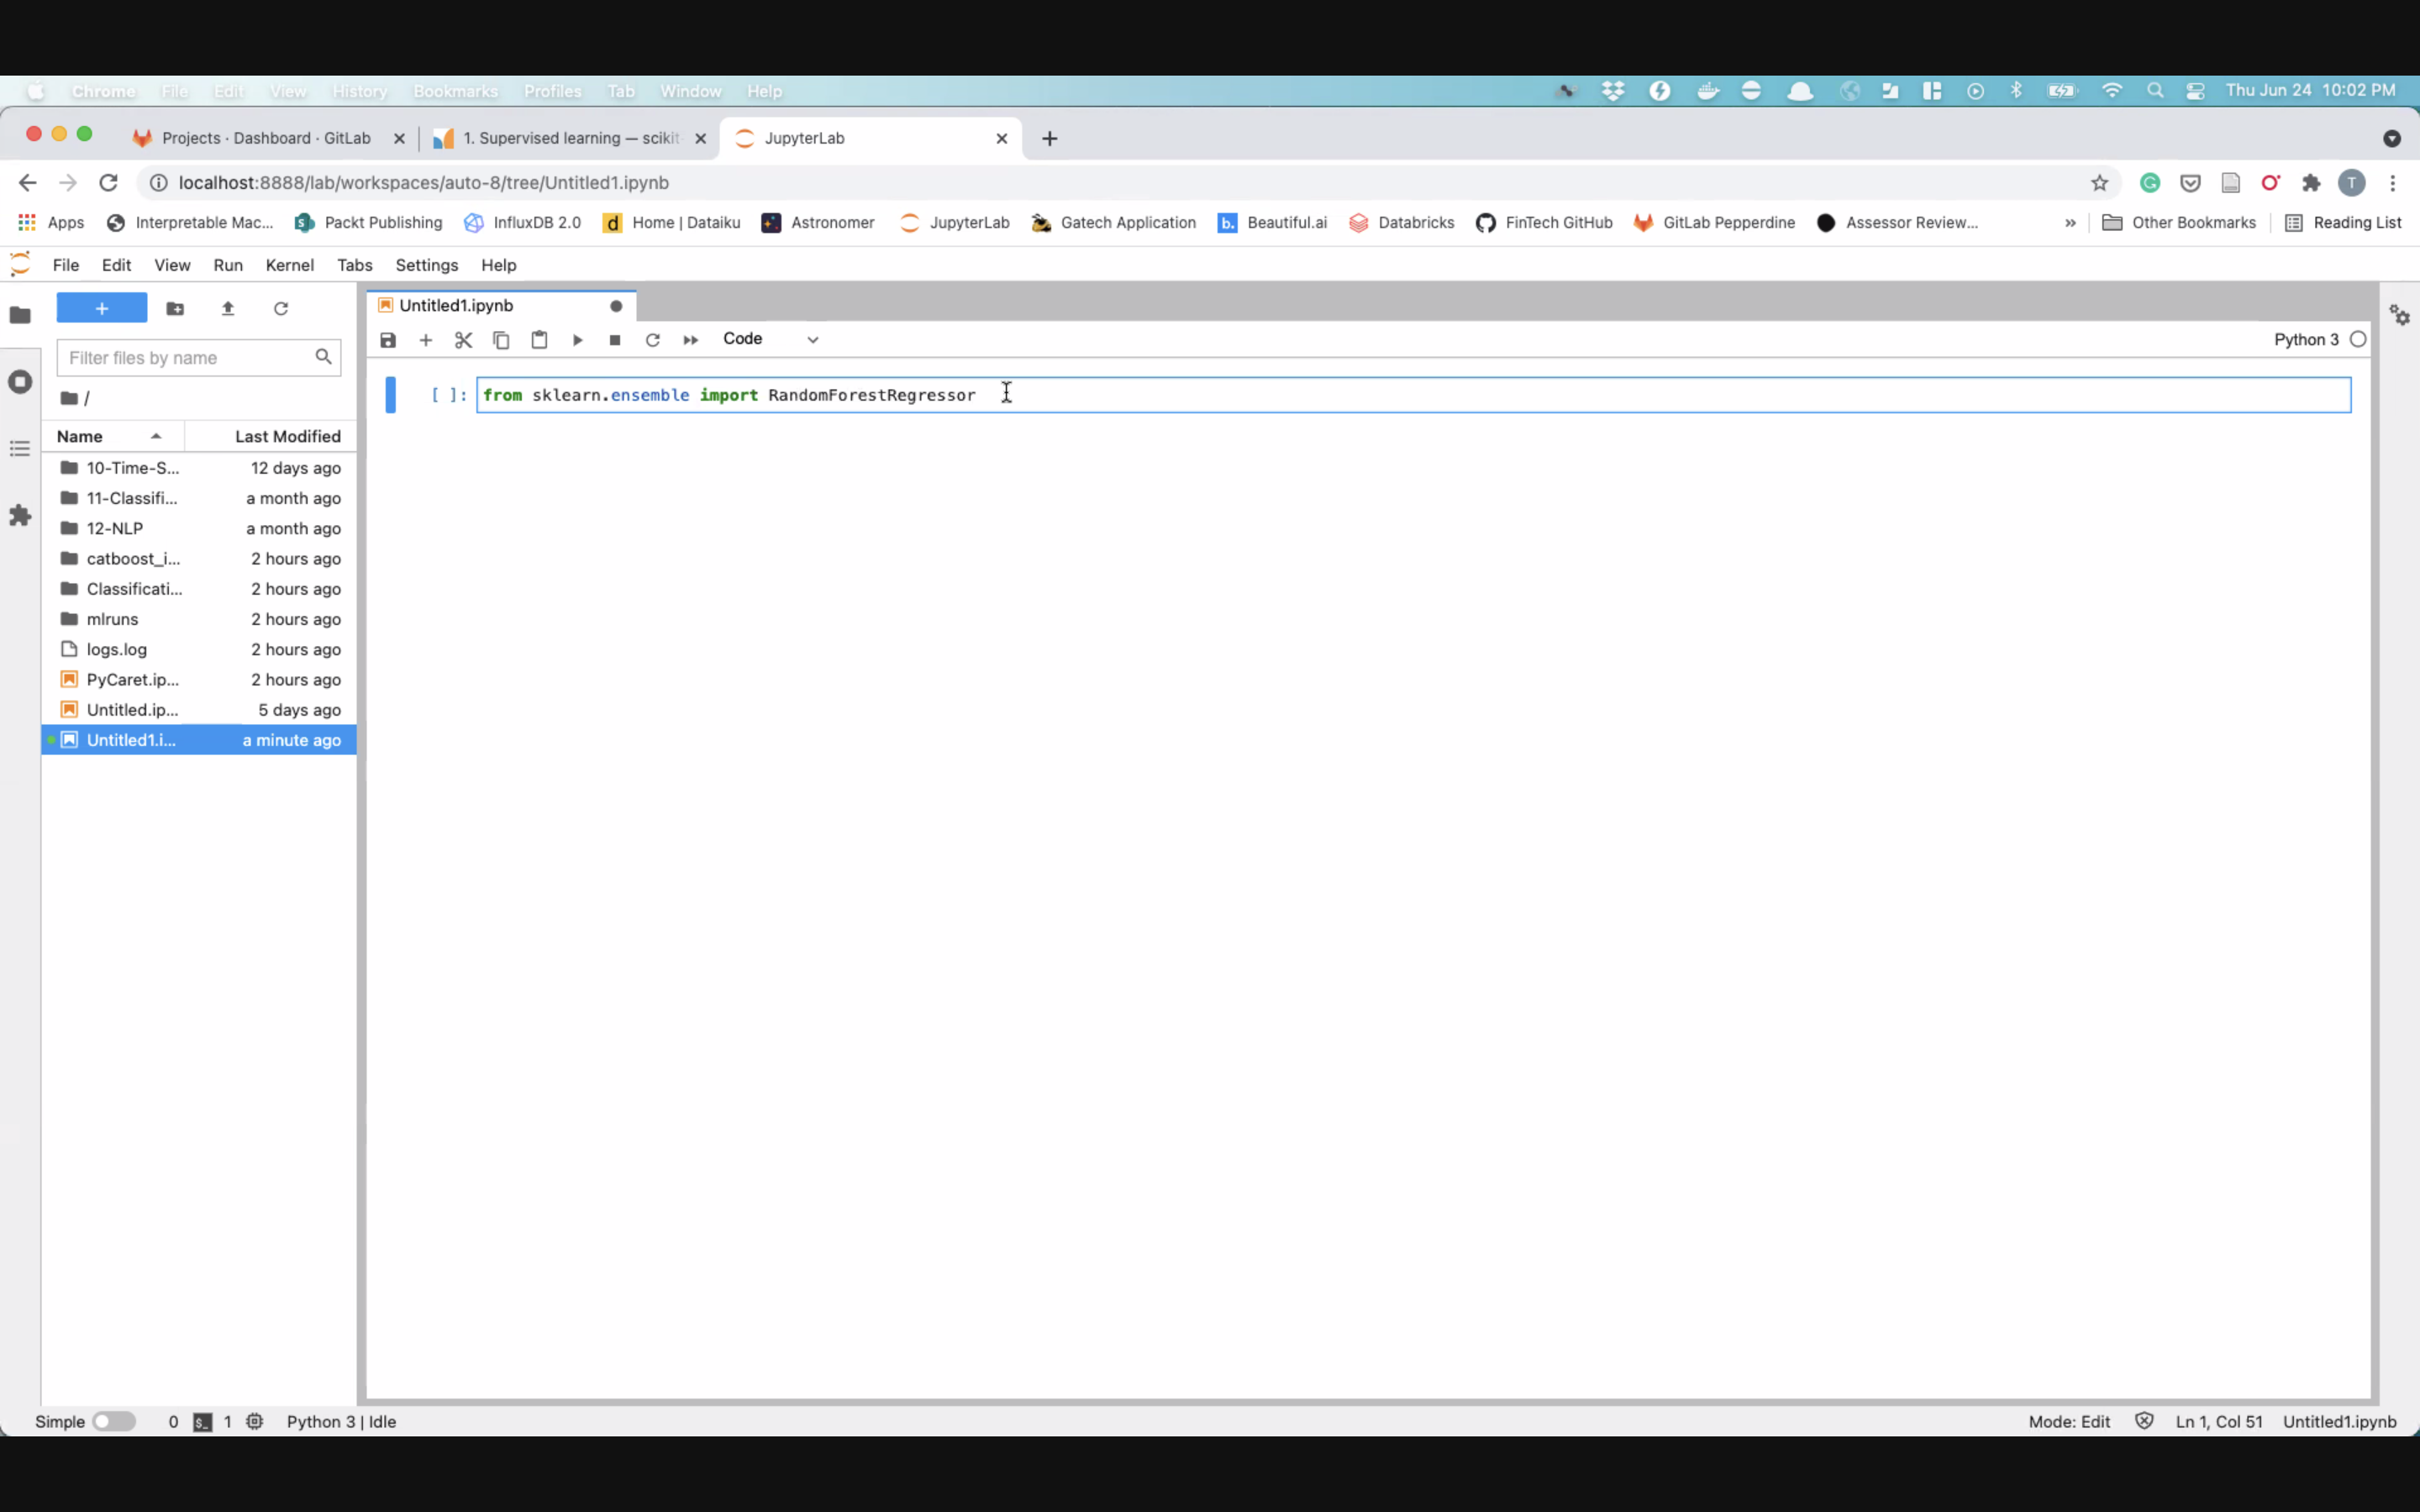 Chrome File Edit View History Bookmarks Profiles Tab Window Help Thu Jun 24 10:02 PM
Projects · Dashboard · GitLab 1. Supervised learning — scikit JupyterLab
localhost:8888/lab/workspaces/auto-8/tree/Untitled1.ipynb T
Apps Interpretable Mac... Packt Publishing InfluxDB 2.0 Home | Dataiku Astronomer JupyterLab Gatech Application Beautiful.ai Databricks FinTech GitHub GitLab Pepperdine Assessor Review... » Other Bookmarks Reading List
File Edit View Run Kernel Tabs Settings Help
Untitled1.ipynb
Code Python 3
Filter files by name
/
[ ]: from sklearn.ensemble import RandomForestRegressor
Name Last Modified
10-Time-S... 12 days ago
11-Classifi... a month ago
12-NLP a month ago
catboost_i... 2 hours ago
Classificati... 2 hours ago
mlruns 2 hours ago
logs.log 2 hours ago
PyCaret.ip... 2 hours ago
Untitled.ip... 5 days ago
Untitled1.i... a minute ago
Simple 0 $_ 1 Python 3 | Idle Mode: Edit Ln 1, Col 51 Untitled1.ipynb